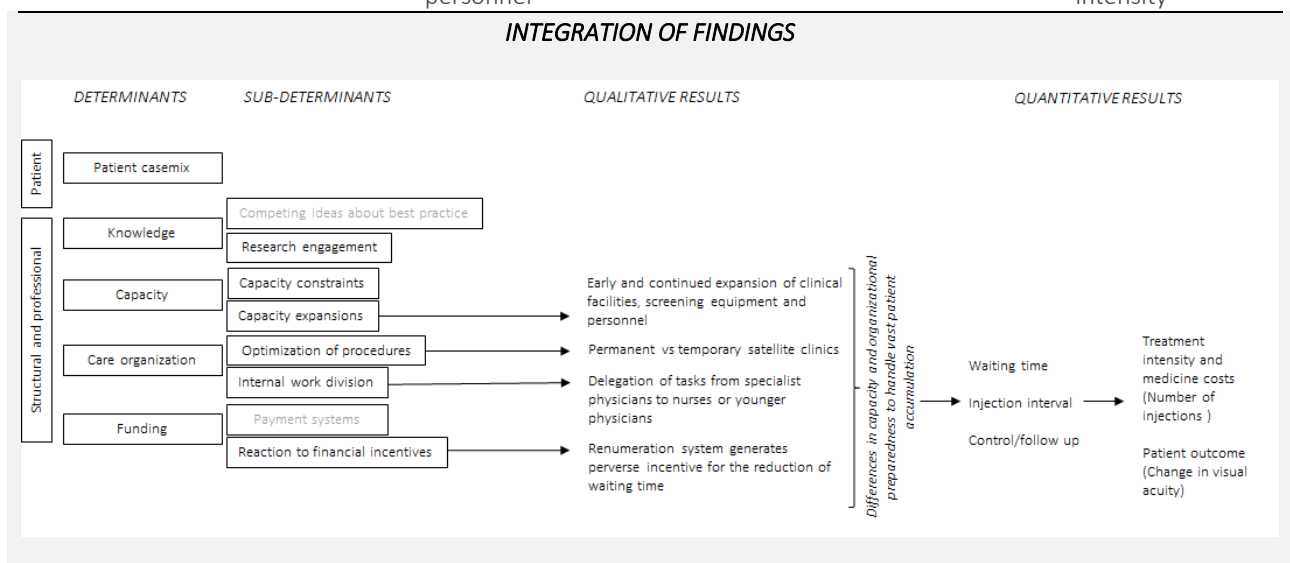 personnel
intensity
INTEGRATION OF FINDINGS
DETERMINANTS
SUB-DETERMINANTS
QUALITATIVE RESULTS
QUANTITATIVE RESULTS
Patient
Patient casemix
Structural and professional
Knowledge
Competing ideas about best practice
Research engagement
Capacity
Capacity constraints
Capacity expansions
Early and continued expansion of clinical
facilities, screening equipment and
personnel
Care organization
Optimization of procedures
Permanent vs temporary satellite clinics
Internal work division
Delegation of tasks from specialist
physicians to nurses or younger
physicians
Funding
Payment systems
Reaction to financial incentives
Renumeration system generates
perverse incentive for the reduction of
waiting time
Differences in capacity and organizational
preparedness to handle vast patient
accumulation
Waiting time
Injection interval
Control/follow up
Treatment
intensity and
medicine costs
(Number of
injections )
Patient outcome
(Change in visual
acuity)